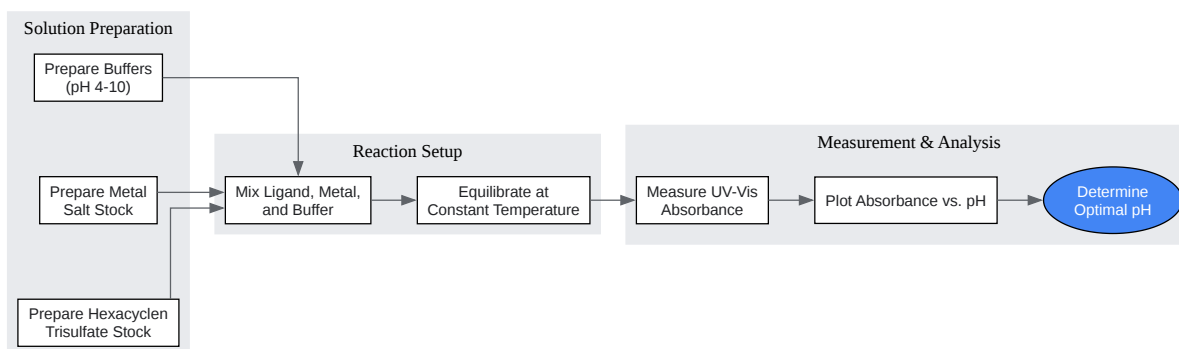 Solution Preparation
Prepare Buffers
(pH 4-10)
Prepare Metal
Salt Stock
Prepare Hexacyclen
Trisulfate Stock
Reaction Setup
Mix Ligand, Metal,
and Buffer
Equilibrate at
Constant Temperature
Measurement & Analysis
Measure UV-Vis
Absorbance
Plot Absorbance vs. pH
Determine
Optimal pH